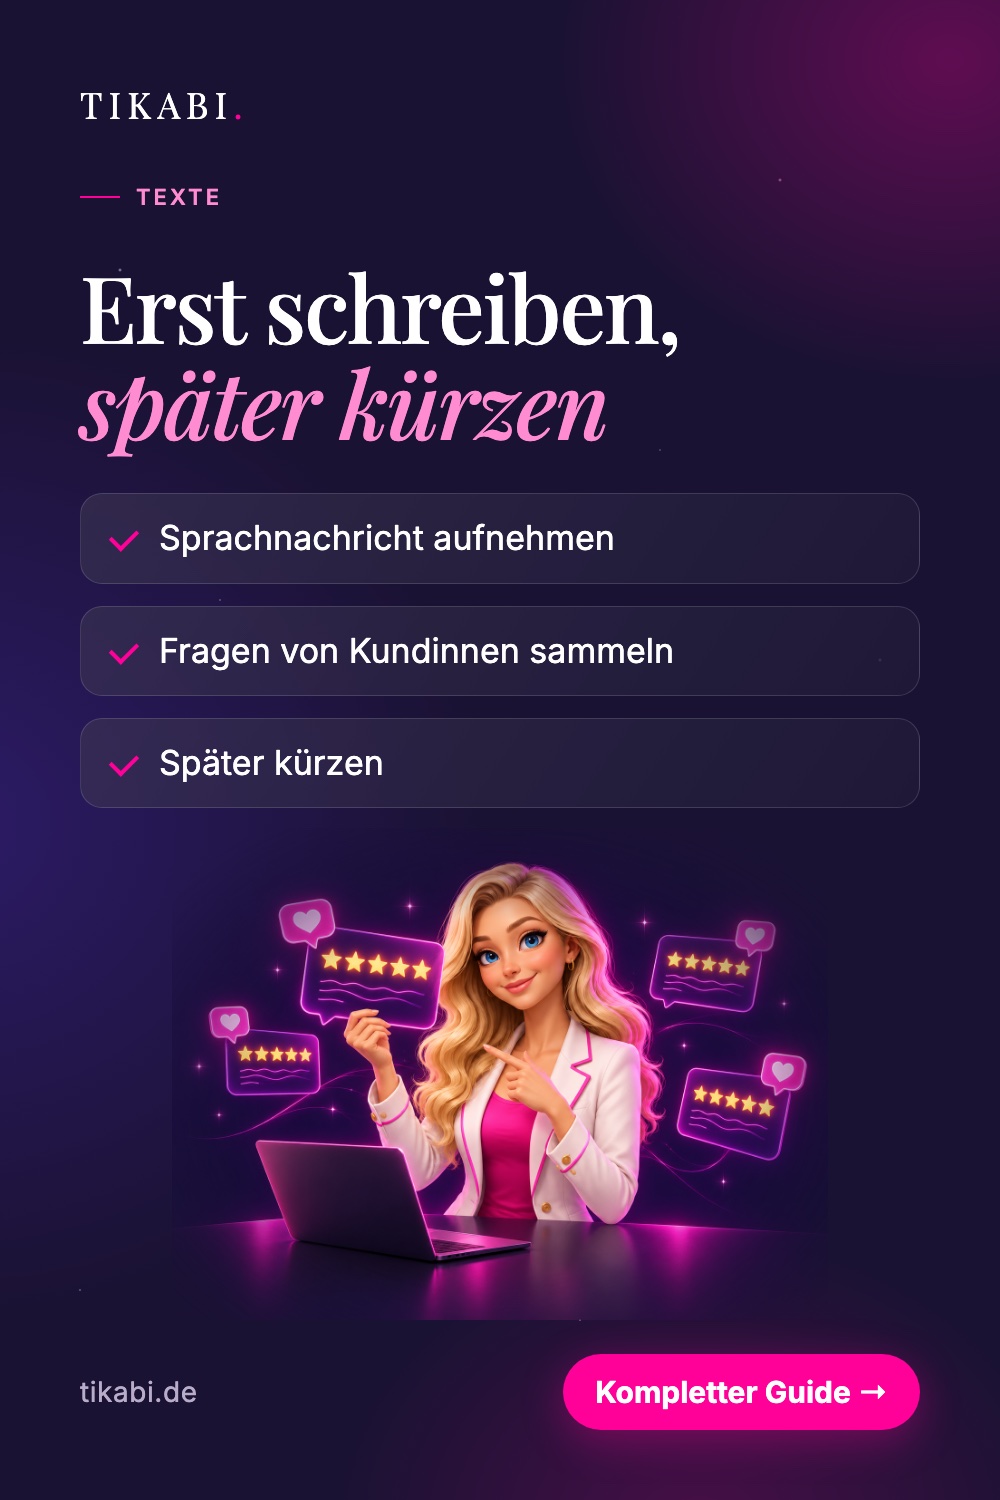 TIKABI.
TEXTE
Erst schreiben,
später kürzen
Sprachnachricht aufnehmen
Fragen von Kundinnen sammeln
Später kürzen
tikabi.de
Kompletter Guide →